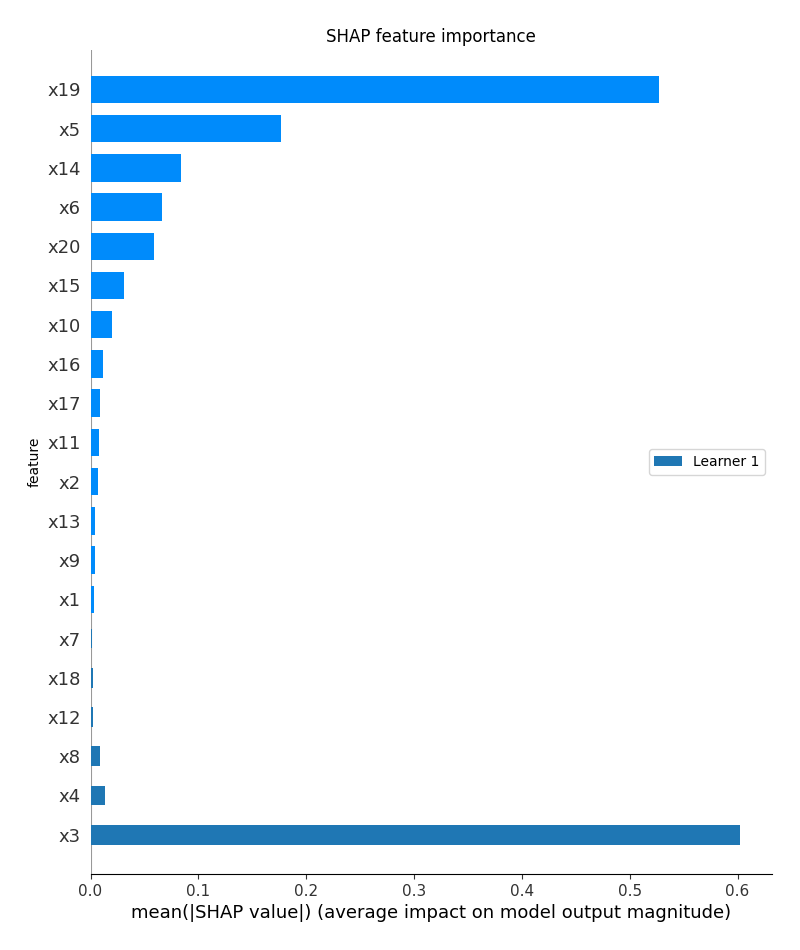 SHAP feature importance
x19
x5
x14
x6
x20
x15
x10
x16
x17
x11
x2
x13
x9
x1
x7
x18
x12
x8
x4
x3
feature
Learner 1
0.0 0.1 0.2 0.3 0.4 0.5 0.6
mean(|SHAP value|) (average impact on model output magnitude)